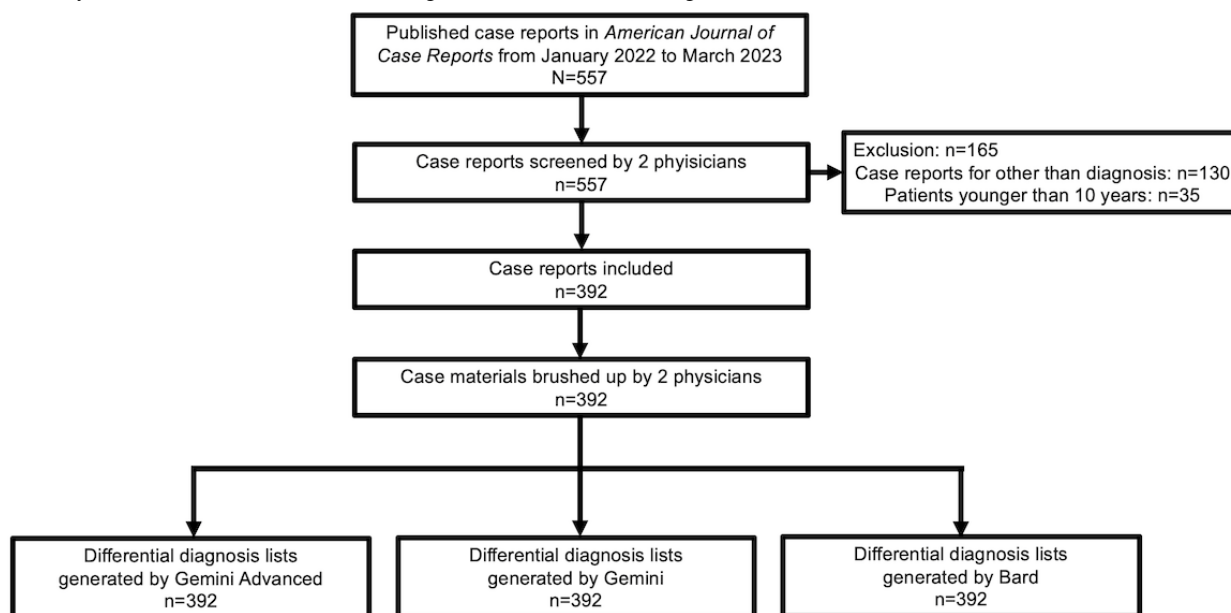 Published case reports in American Journal of
Case Reports from January 2022 to March 2023
N=557
Case reports screened by 2 phyisicians
n=557
Exclusion: n=165
Case reports for other than diagnosis: n=130
Patients younger than 10 years: n=35
Case reports included
n=392
Case materials brushed up by 2 physicians
n=392
Differential diagnosis lists
generated by Gemini Advanced
n=392
Differential diagnosis lists
generated by Gemini
n=392
Differential diagnosis lists
generated by Bard
n=392